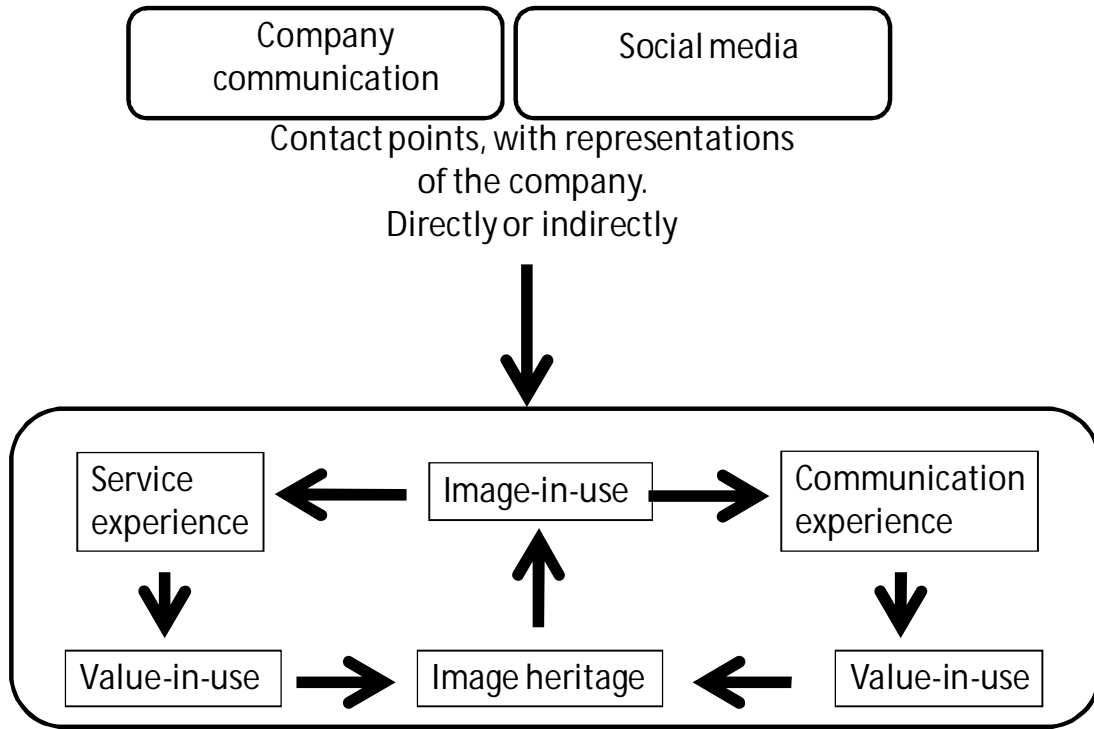 Company
communication
Social media
Contact points, with representations
of the company.
Directly or indirectly
Service
experience
Image-in-use
Communication
experience
Value-in-use
Image heritage
Value-in-use